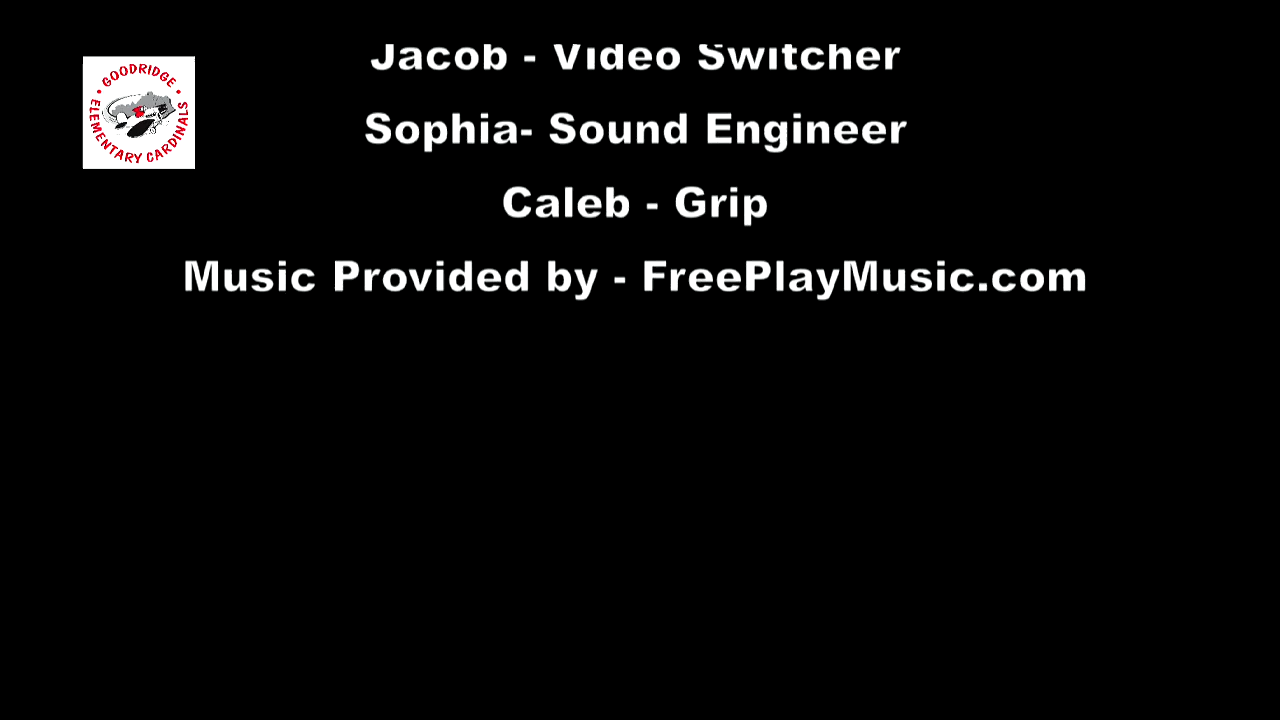 Jacob - Video Switcher
GOODRIDGE
ELEMENTARY CARDINALS
Sophia- Sound Engineer
Caleb - Grip
Music Provided by - FreePlayMusic.com